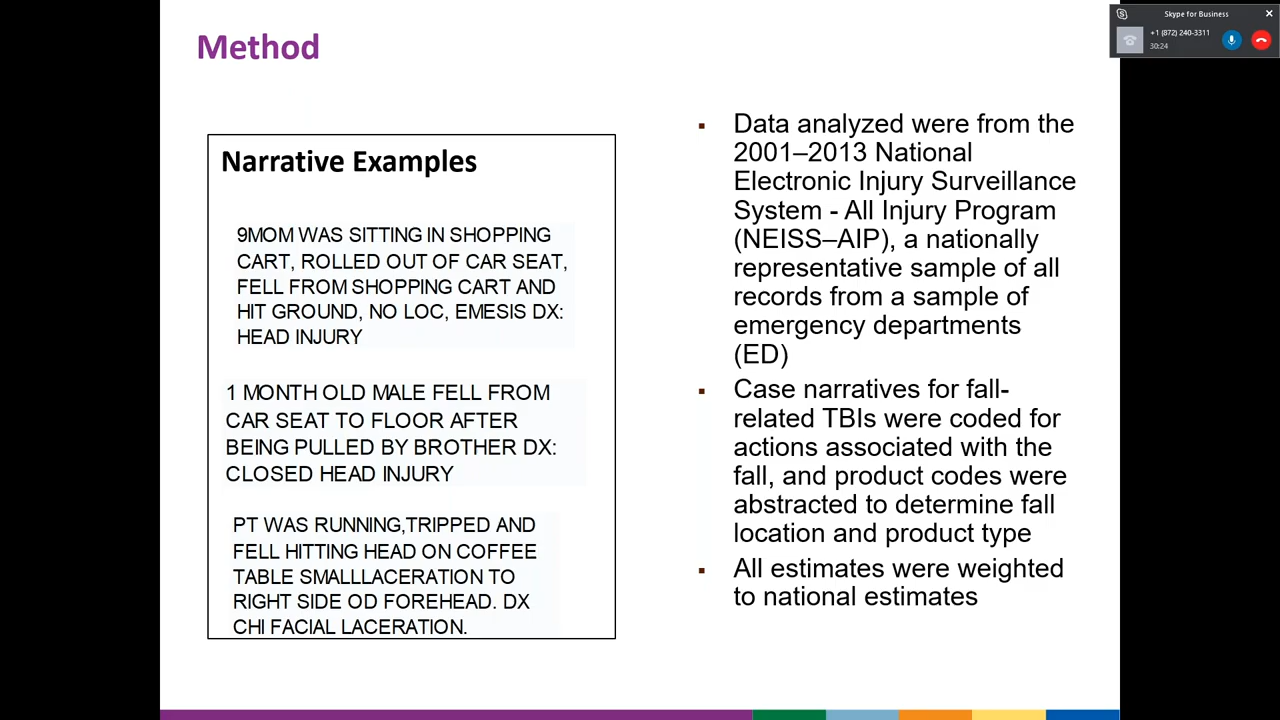 Method
Skype for Business
+1 (872) 240-3311
30:24
Narrative Examples
9MOM WAS SITTING IN SHOPPING
CART, ROLLED OUT OF CAR SEAT,
FELL FROM SHOPPING CART AND
HIT GROUND, NO LOC, EMESIS DX:
HEAD INJURY
1 MONTH OLD MALE FELL FROM
CAR SEAT TO FLOOR AFTER
BEING PULLED BY BROTHER DX:
CLOSED HEAD INJURY
PT WAS RUNNING,TRIPPED AND
FELL HITTING HEAD ON COFFEE
TABLE SMALLLACERATION TO
RIGHT SIDE OD FOREHEAD. DX
CHI FACIAL LACERATION.
Data analyzed were from the
2001–2013 National
Electronic Injury Surveillance
System - All Injury Program
(NEISS–AIP), a nationally
representative sample of all
records from a sample of
emergency departments
(ED)
Case narratives for fall-
related TBIs were coded for
actions associated with the
fall, and product codes were
abstracted to determine fall
location and product type
All estimates were weighted
to national estimates